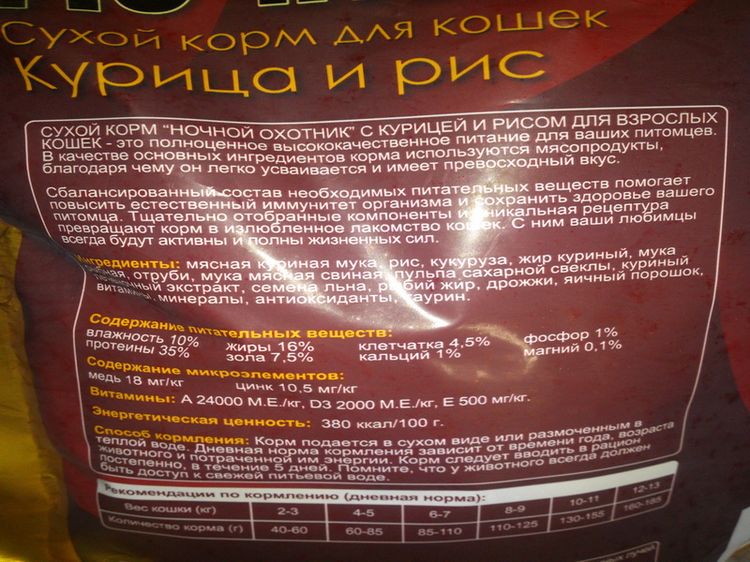 Сухой корм для кошек
Курица и рис
СУХОЙ КОРМ "НОЧНОЙ ОХОТНИК" С КУРИЦЕЙ И РИСОМ ДЛЯ ВЗРОСЛЫХ
КОШЕК - это полноценное высококачественное питание для ваших питомцев.
В качестве основных ингредиентов корма используются мясопродукты,
благодаря чему он легко усваивается и имеет превосходный вкус.
Сбалансированный состав необходимых питательных веществ помогает
повысить естественный иммунитет организма и сохранить здоровье вашего
питомца. Тщательно отобранные компоненты и уникальная рецептура
превращают корм в излюбленное лакомство кошек. С ним ваши любимцы
всегда будут активны и полны жизненных сил.
Ингредиенты: мясная куриная мука, рис, кукуруза, жир куриный, мука
рыбная, отруби, мука мясная свиная, пульпа сахарной свеклы, куриный
экстракт, семена льна, рыбий жир, дрожжи, яичный порошок,
витамины, минералы, антиоксиданты, таурин.
Содержание питательных веществ:
влажность 10% жиры 16% клетчатка 4,5% фосфор 1%
протеины 35% зола 7,5% кальций 1% магний 0,1%
Содержание микроэлементов:
медь 18 мг/кг цинк 10,5 мг/кг
Витамины: А 24000 М.Е./кг, D3 2000 М.Е./кг, Е 500 мг/кг.
Энергетическая ценность: 380 ккал/100 г.
Способ кормления: Корм подается в сухом виде или размоченным в
теплой воде. Дневная норма кормления зависит от времени года, возраста
животного и потраченной им энергии. Корм следует вводить в рацион
постепенно, в течение 5 дней. Помните, что у животного всегда должен
быть доступ к свежей питьевой воде.
Рекомендации по кормлению (дневная норма):
Вес кошки (кг) 2-3 4-5 6-7 8-9 10-11 12-13
Количество корма (г) 40-60 60-85 85-110 110-125 130-155 160-185